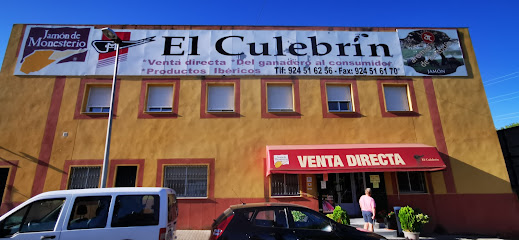 Jamón de
Monesterio
El Culebrín
*Venta directa *Del ganadero al consumidor
*Productos Ibéricos Tlf: 924 51 62 56 - Fax: 924 51 61 70
JAMÓN
VENTA DIRECTA
El Culebrín